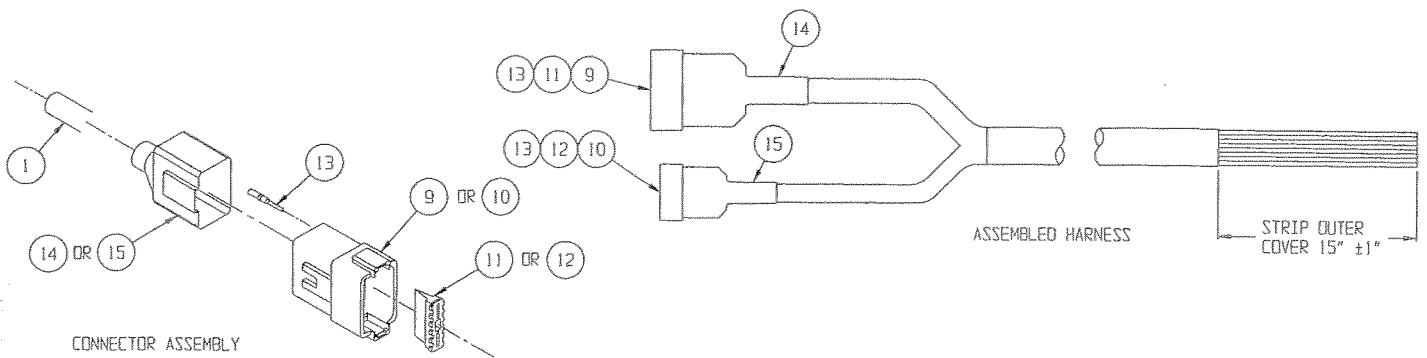 14
13 11 9
13 12 10
15
1
13
9 OR 10
14 OR 15
11 OR 12
ASSEMBLED HARNESS
STRIP OUTER
COVER 15" ±1"
CONNECTOR ASSEMBLY